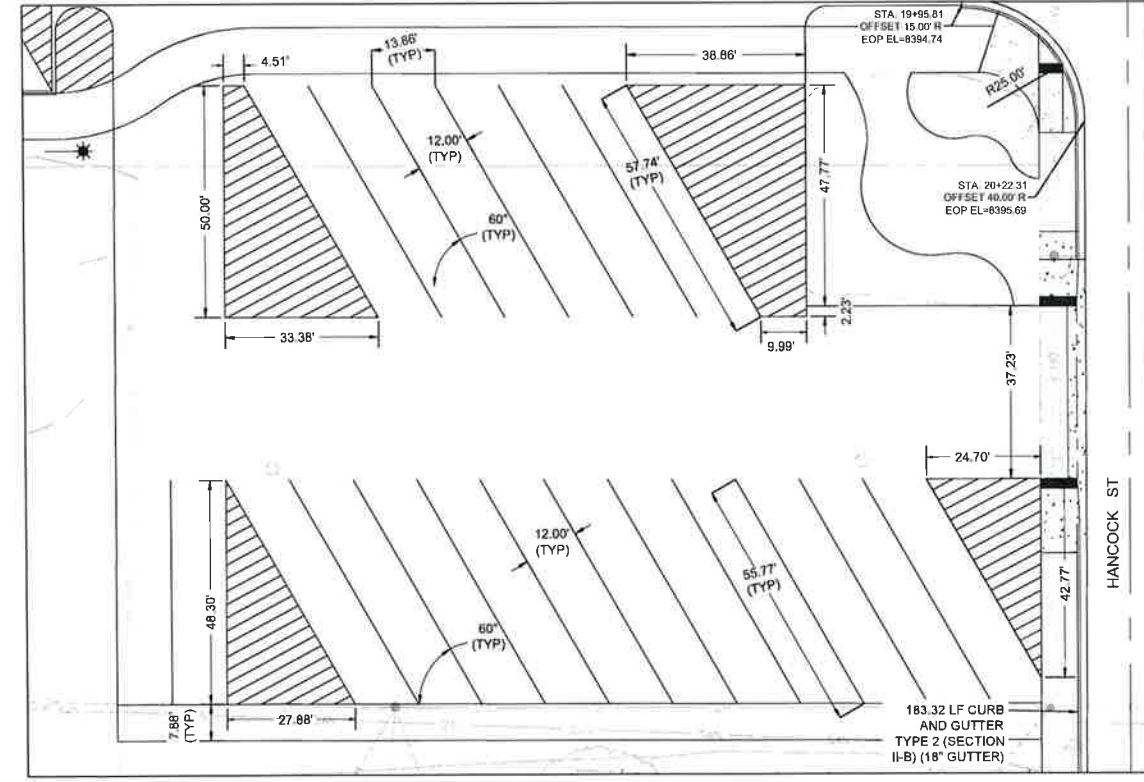 STA. 19+95.81
OFFSET 15.00' R
EOP EL=8394.74
13.86'
(TYP)
4.51'
38.86'
R25.00'
12.00'
(TYP)
57.74'
(TYP)
47.77'
50.00'
60°
(TYP)
STA. 20+22.31
OFFSET 40.00' R
EOP EL=8395.69
33.38'
9.99'
2.23'
37.23'
24.70'
HANCOCK ST
12.00'
(TYP)
55.77'
(TYP)
48.30'
42.77'
60°
(TYP)
27.88'
7.88'
(TYP)
183.32 LF CURB
AND GUTTER
TYPE 2 (SECTION
II-B) (18" GUTTER)